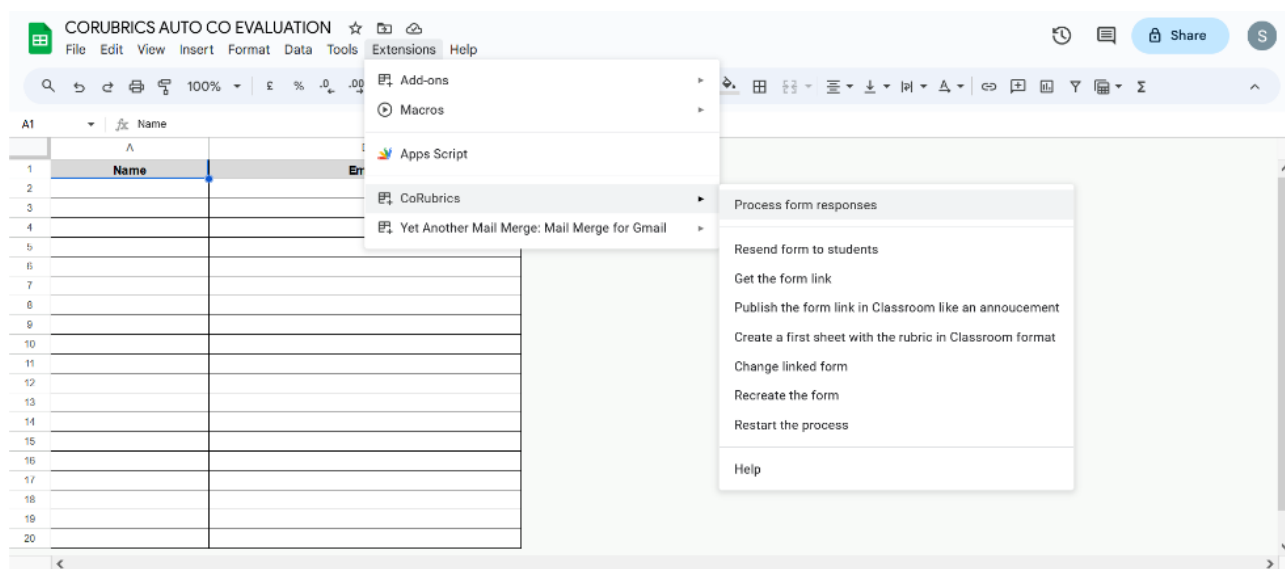 CORUBRICS AUTO CO EVALUATION
File Edit View Insert Format Data Tools Extensions Help
Share
S
100% £ % .0 .00
Σ
A1 fx Name
A
1 Name
2
3
4
5
6
7
8
9
10
11
12
13
14
15
16
17
18
19
20
Add-ons
Macros
Apps Script
CoRubrics
Yet Another Mail Merge: Mail Merge for Gmail
Process form responses
Resend form to students
Get the form link
Publish the form link in Classroom like an annoucement
Create a first sheet with the rubric in Classroom format
Change linked form
Recreate the form
Restart the process
Help